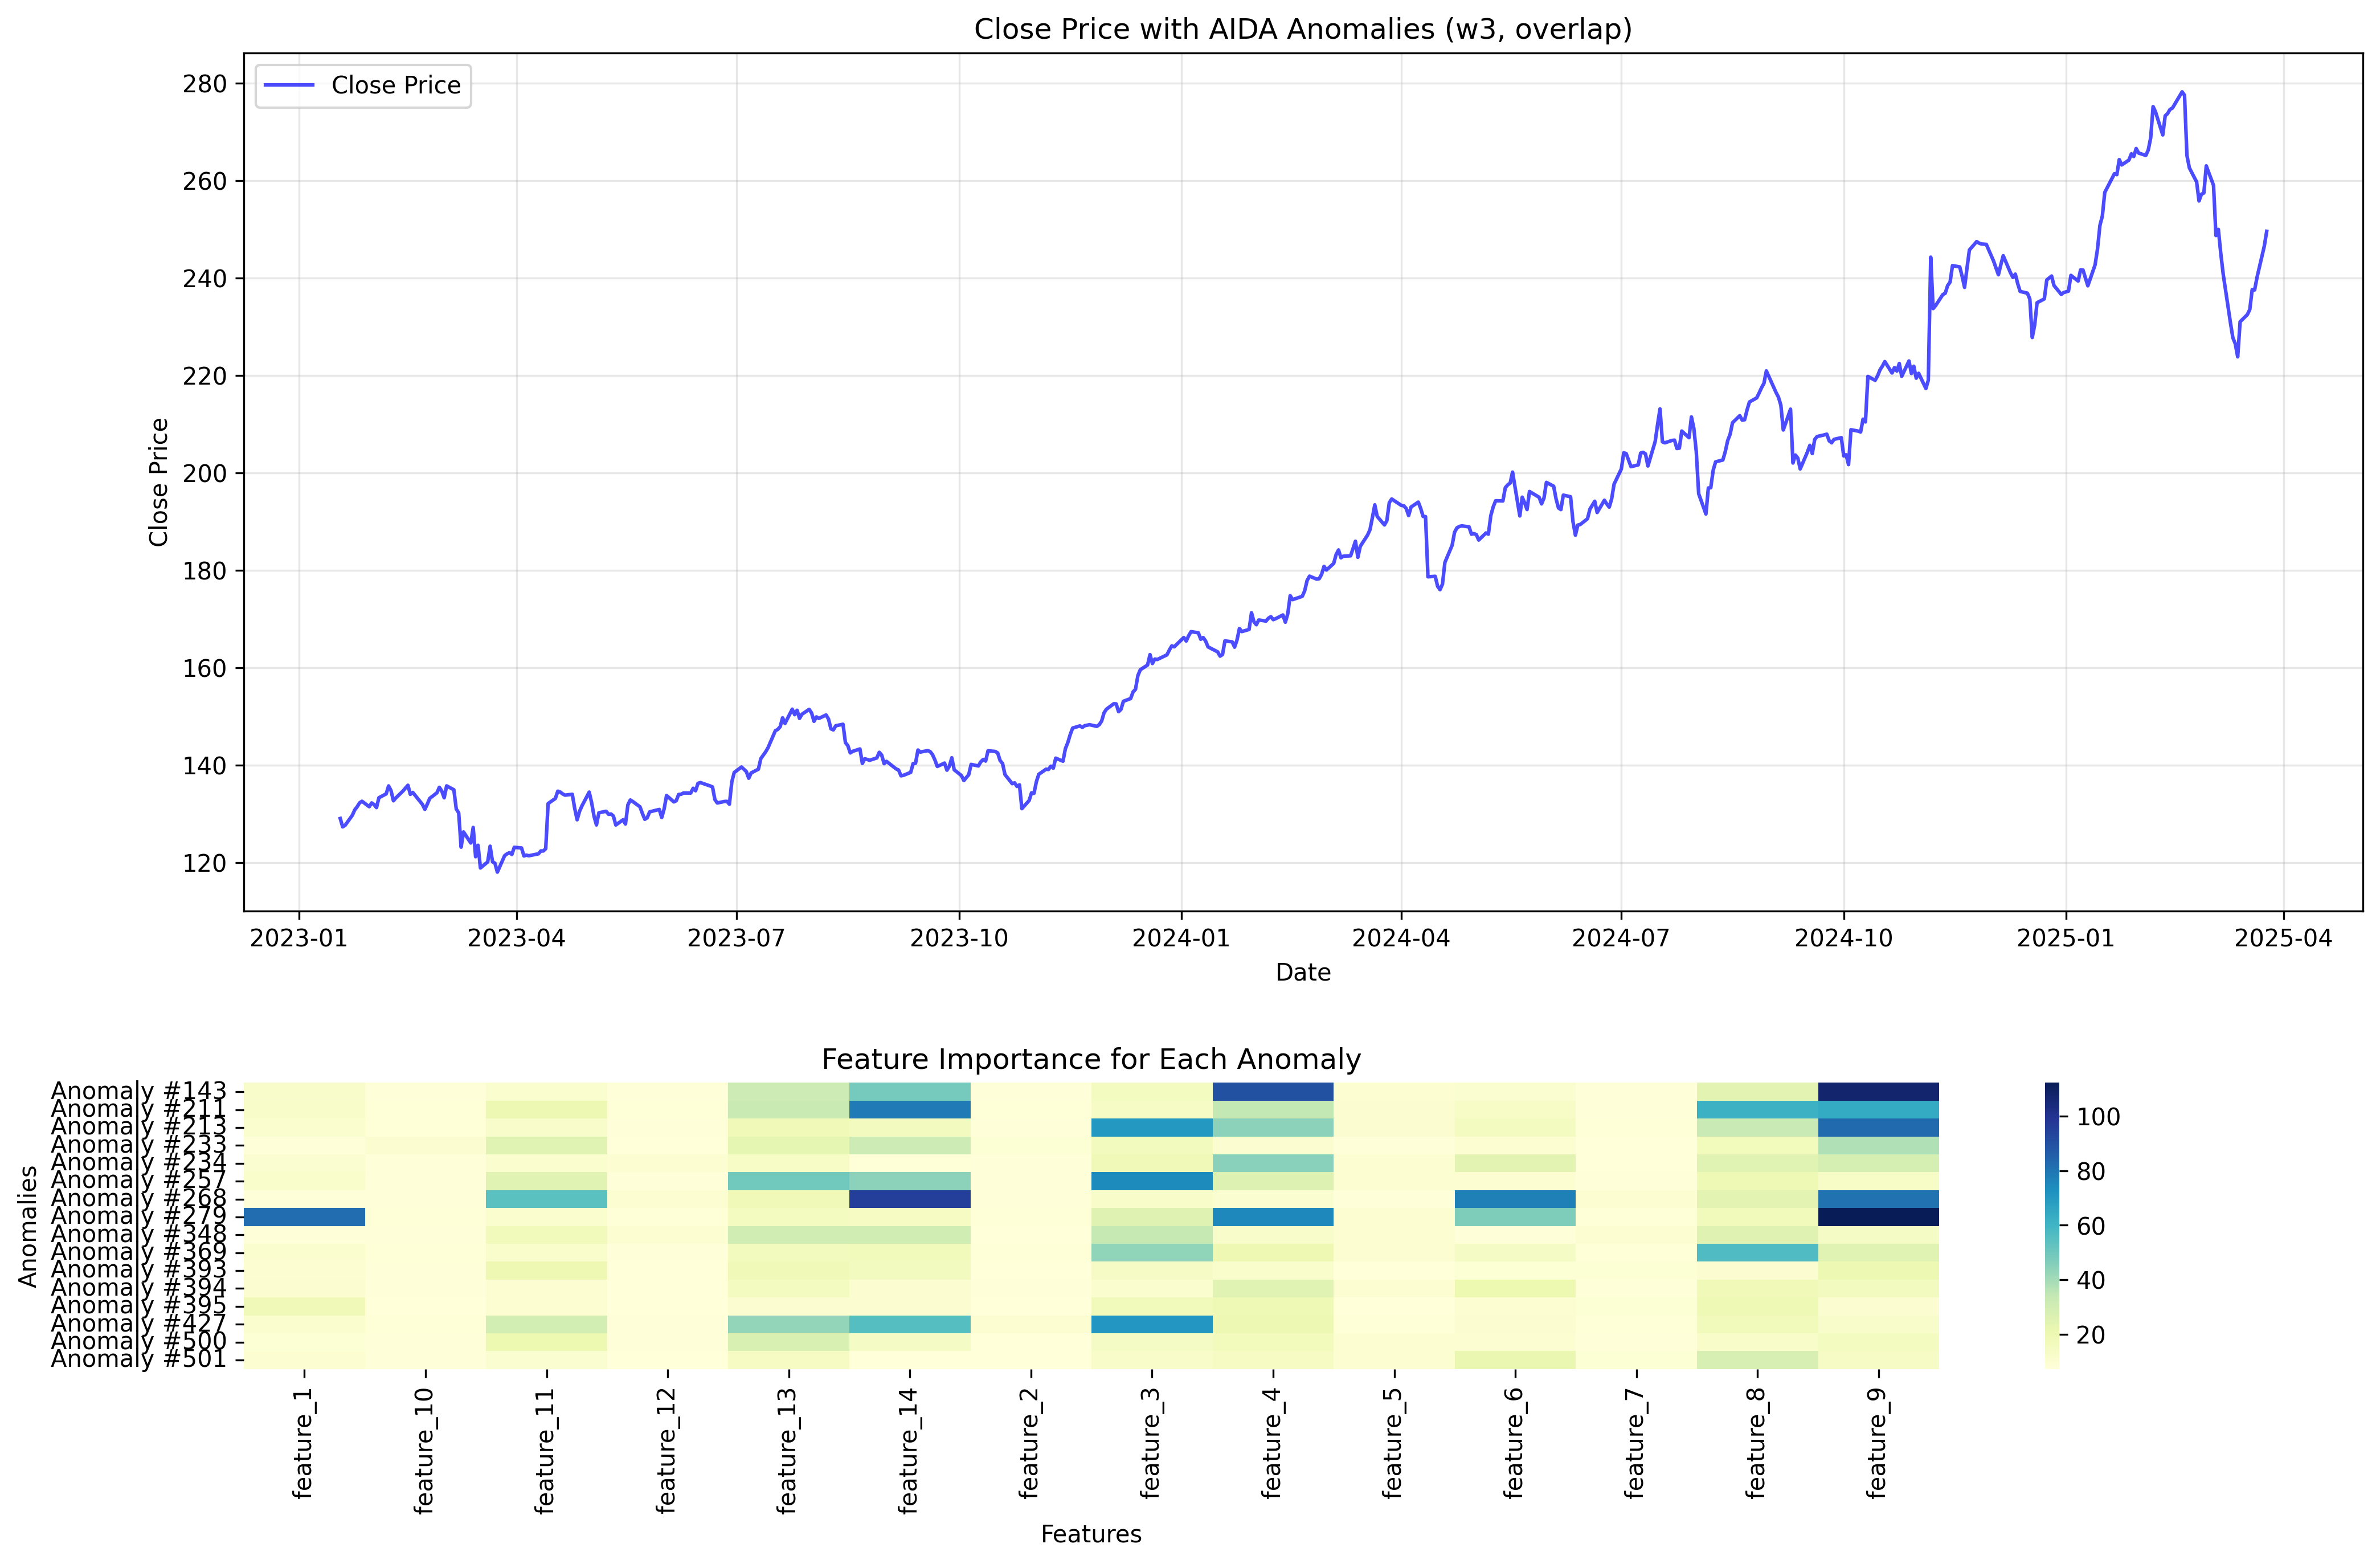 Close Price with AIDA Anomalies (w3, overlap)
Close Price
280
260
240
220
200
180
160
140
120
Close Price
2023-01 2023-04 2023-07 2023-10 2024-01 2024-04 2024-07 2024-10 2025-01 2025-04
Date
Feature Importance for Each Anomaly
Anomaly #143
Anomaly #211
Anomaly #213
Anomaly #233
Anomaly #234
Anomaly #257
Anomaly #268
Anomaly #279
Anomaly #348
Anomaly #369
Anomaly #393
Anomaly #394
Anomaly #395
Anomaly #427
Anomaly #500
Anomaly #501
Anomalies
100
80
60
40
20
feature_1 feature_10 feature_11 feature_12 feature_13 feature_14 feature_2 feature_3 feature_4 feature_5 feature_6 feature_7 feature_8 feature_9
Features